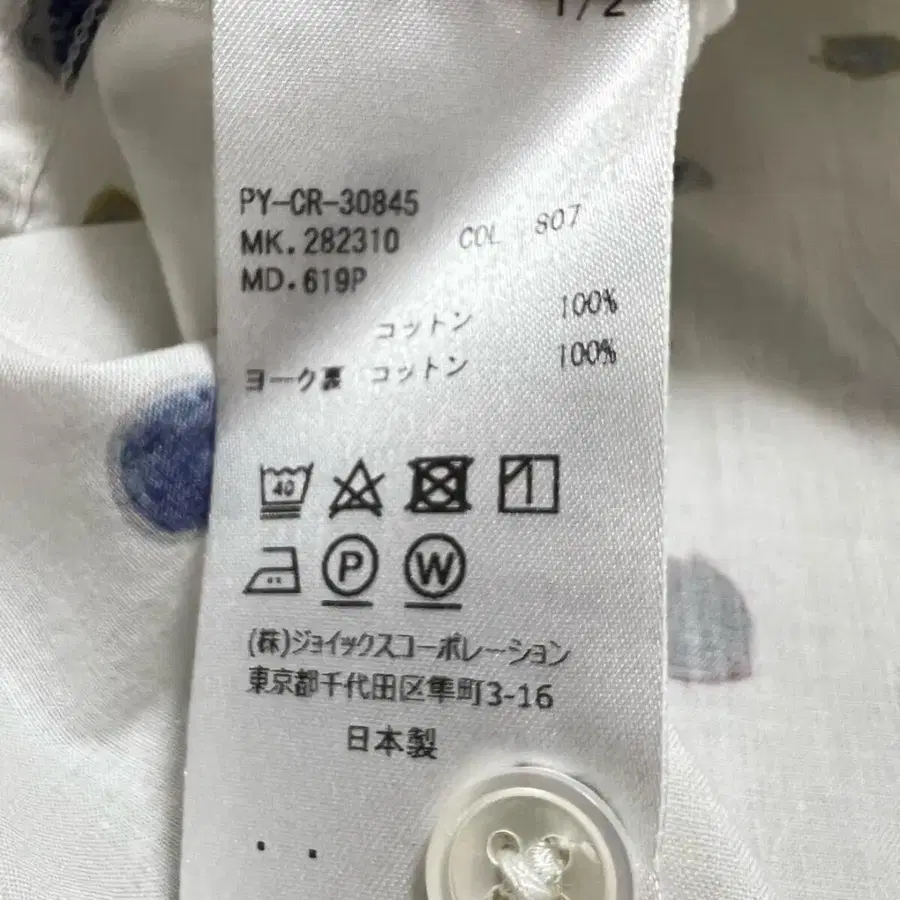 1/2
PY-CR-30845
MK.282310 COL S07
MD.619P
コットン 100%
ヨーク裏 コットン 100%
40
P W
(株)ジョイックスコーポレーション
東京都千代田区隼町3-16
日本製